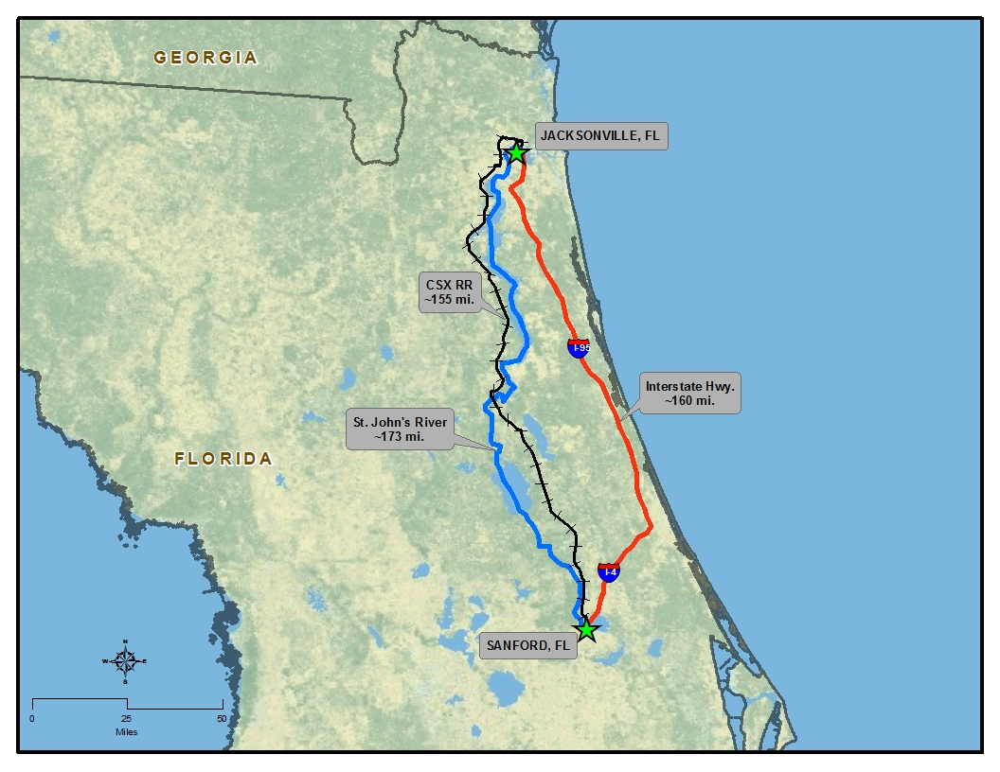 GEORGIA
JACKSONVILLE, FL
CSX RR
~155 mi.
I-95
Interstate Hwy.
~160 mi.
St. John's River
~173 mi.
FLORIDA
I-4
SANFORD, FL
N
W E
S
0 25 50
Miles